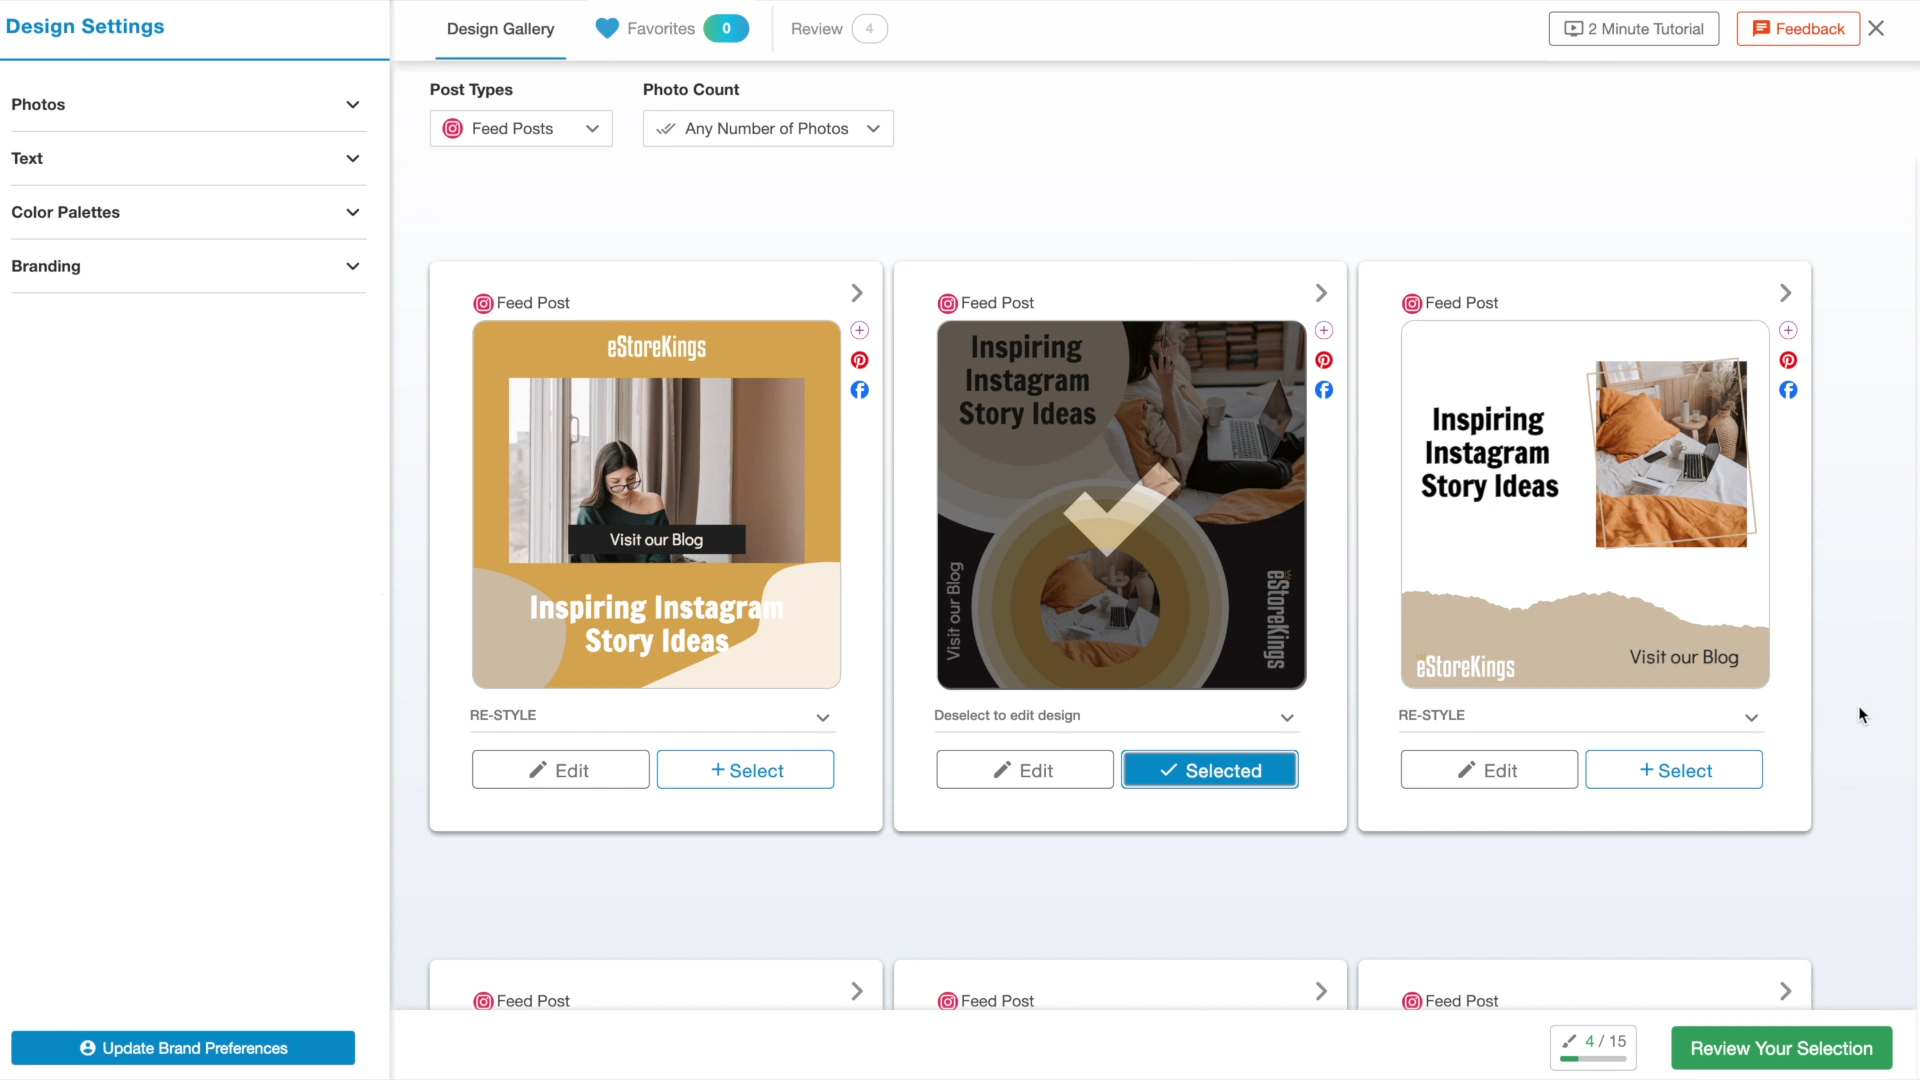 Design Settings
Design Gallery
Favorites
0
Review
4
2 Minute Tutorial
Feedback
Photos
Text
Color Palettes
Branding
Post Types
Photo Count
Feed Posts
Any Number of Photos
Feed Post
eStoreKings
Visit our Blog
Inspiring Instagram
Story Ideas
RE-STYLE
Edit
+ Select
Feed Post
Inspiring
Instagram
Story Ideas
Visit our Blog
eStoreKings
Deselect to edit design
Edit
Selected
Feed Post
Inspiring
Instagram
Story Ideas
eStoreKings
Visit our Blog
RE-STYLE
Edit
+ Select
Feed Post
Feed Post
Feed Post
Update Brand Preferences
4 / 15
Review Your Selection